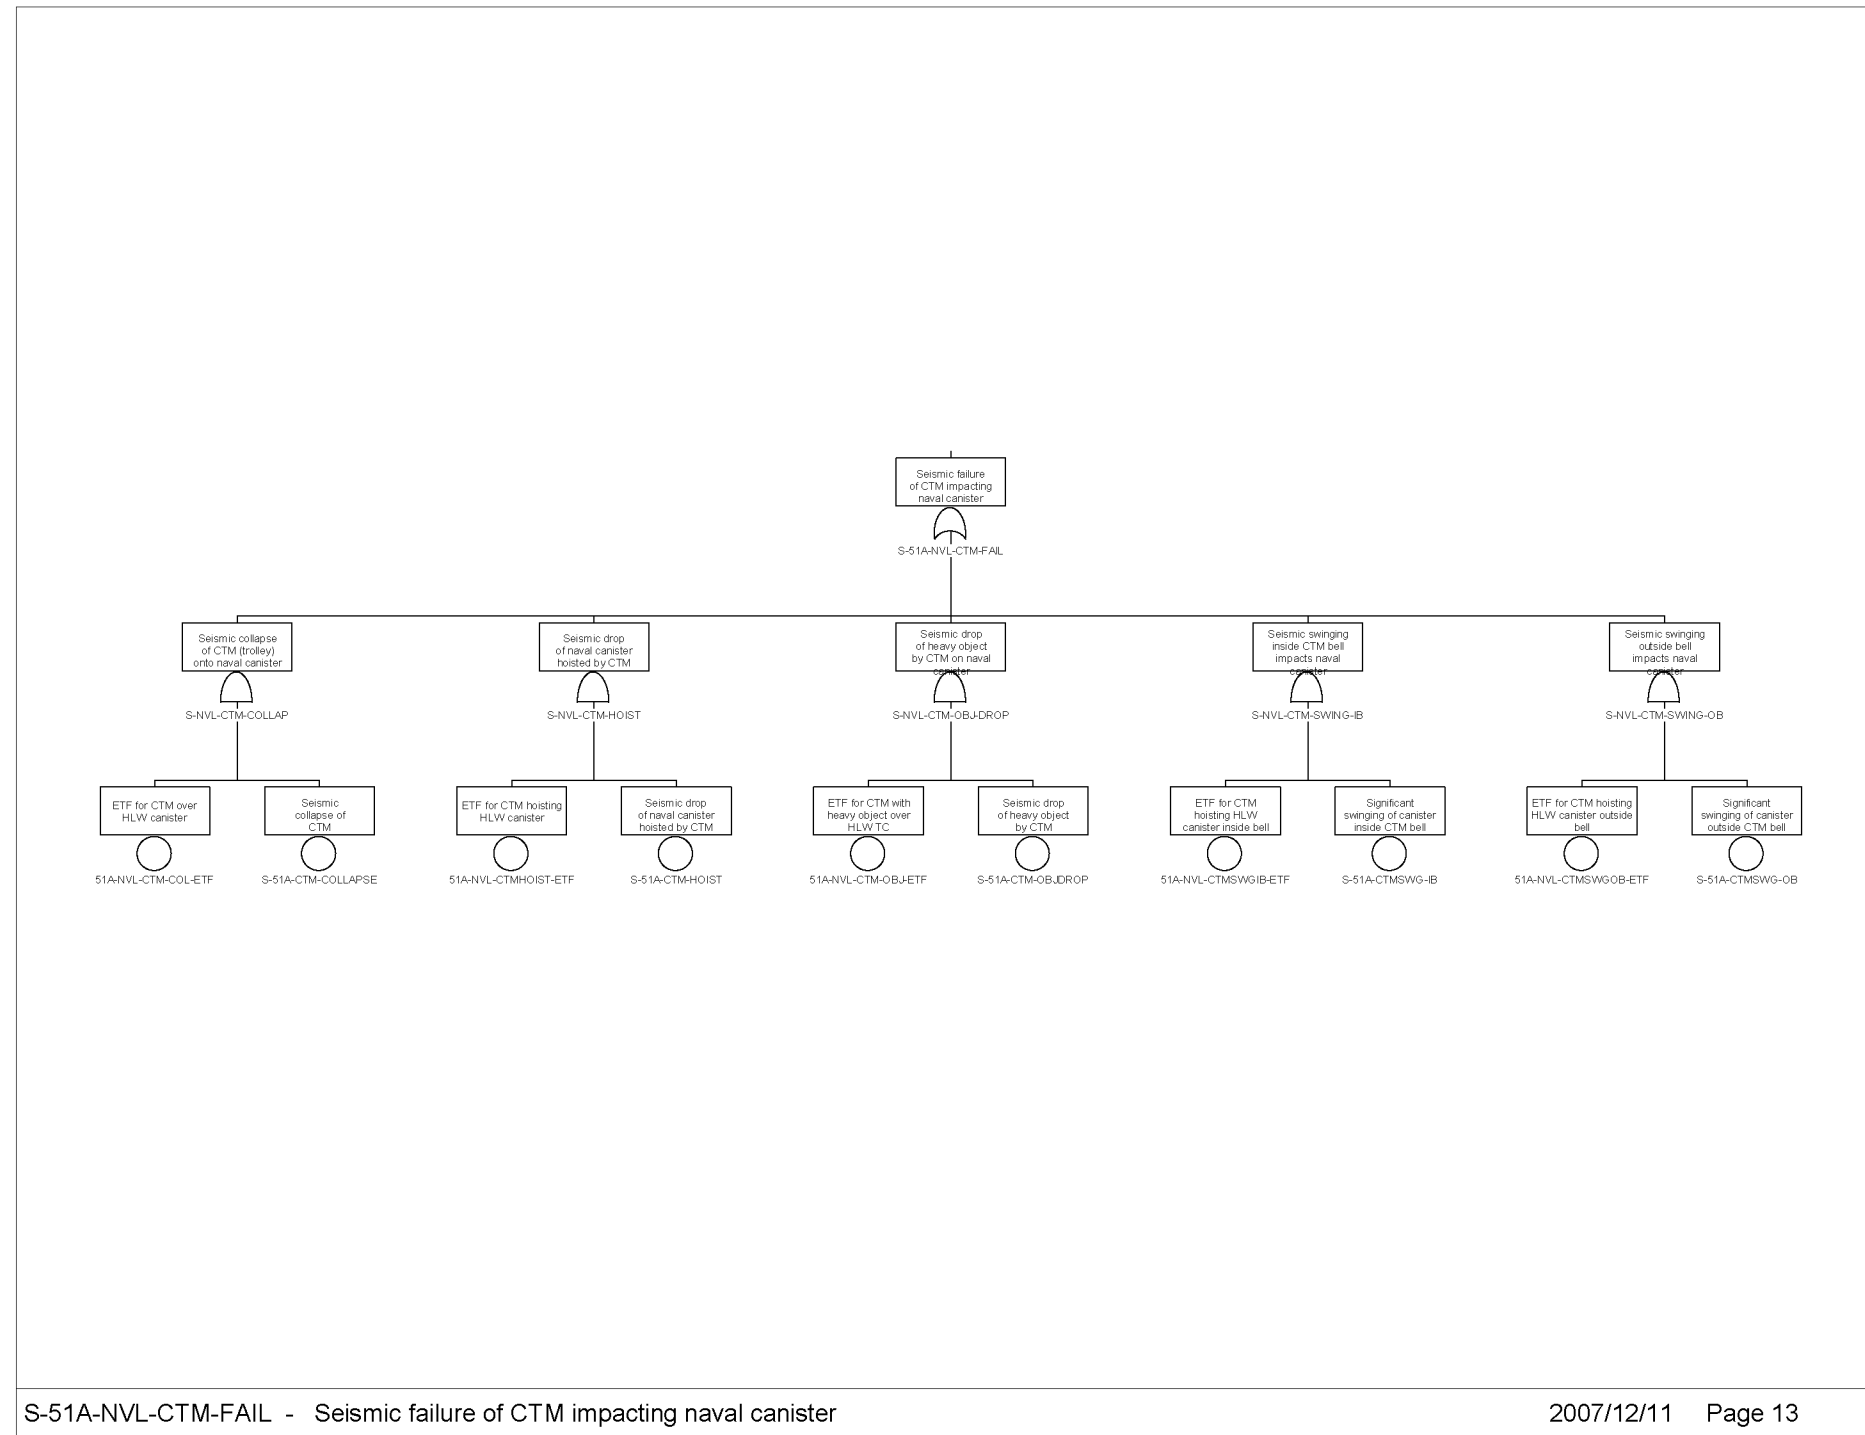 Seismic failure
of CTM impacting
naval canister
S-51A-NVL-CTM-FAIL
Seismic collapse
of CTM (trolley)
onto naval canister
S-NVL-CTM-COLLAP
Seismic drop
of naval canister
hoisted by CTM
S-NVL-CTM-HOIST
Seismic drop
of heavy object
by CTM on naval
canister
S-NVL-CTM-OBJ-DROP
Seismic swinging
inside CTM bell
impacts naval
canister
S-NVL-CTM-SWING-IB
Seismic swinging
outside bell
impacts naval
canister
S-NVL-CTM-SWING-OB
ETF for CTM over
HLW canister
51A-NVL-CTM-COL-ETF
Seismic
collapse of
CTM
S-51A-CTM-COLLAPSE
ETF for CTM hoisting
HLW canister
51A-NVL-CTMHOIST-ETF
Seismic drop
of naval canister
hoisted by CTM
S-51A-CTM-HOIST
ETF for CTM with
heavy object over
HLW TC
51A-NVL-CTM-OBJ-ETF
Seismic drop
of heavy object
by CTM
S-51A-CTM-OBJDROP
ETF for CTM
hoisting HLW
canister inside bell
51A-NVL-CTMSWGIB-ETF
Significant
swinging of canister
inside CTM bell
S-51A-CTMSWG-IB
ETF for CTM hoisting
HLW canister outside
bell
51A-NVL-CTMSWGOB-ETF
Significant
swinging of canister
outside CTM bell
S-51A-CTMSWG-OB
S-51A-NVL-CTM-FAIL - Seismic failure of CTM impacting naval canister 2007/12/11 Page 13